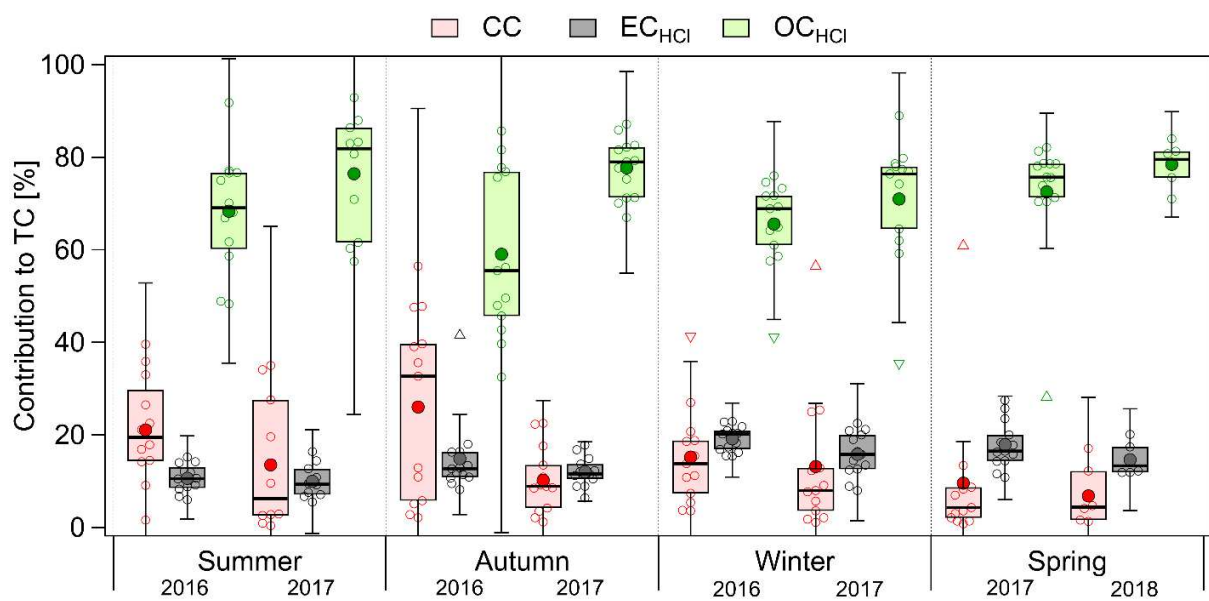 CC EC_HCl OC_HCl
Contribution to TC [%]
100
80
60
40
20
0
Summer Autumn Winter Spring
2016 2017 2016 2017 2016 2017 2017 2018